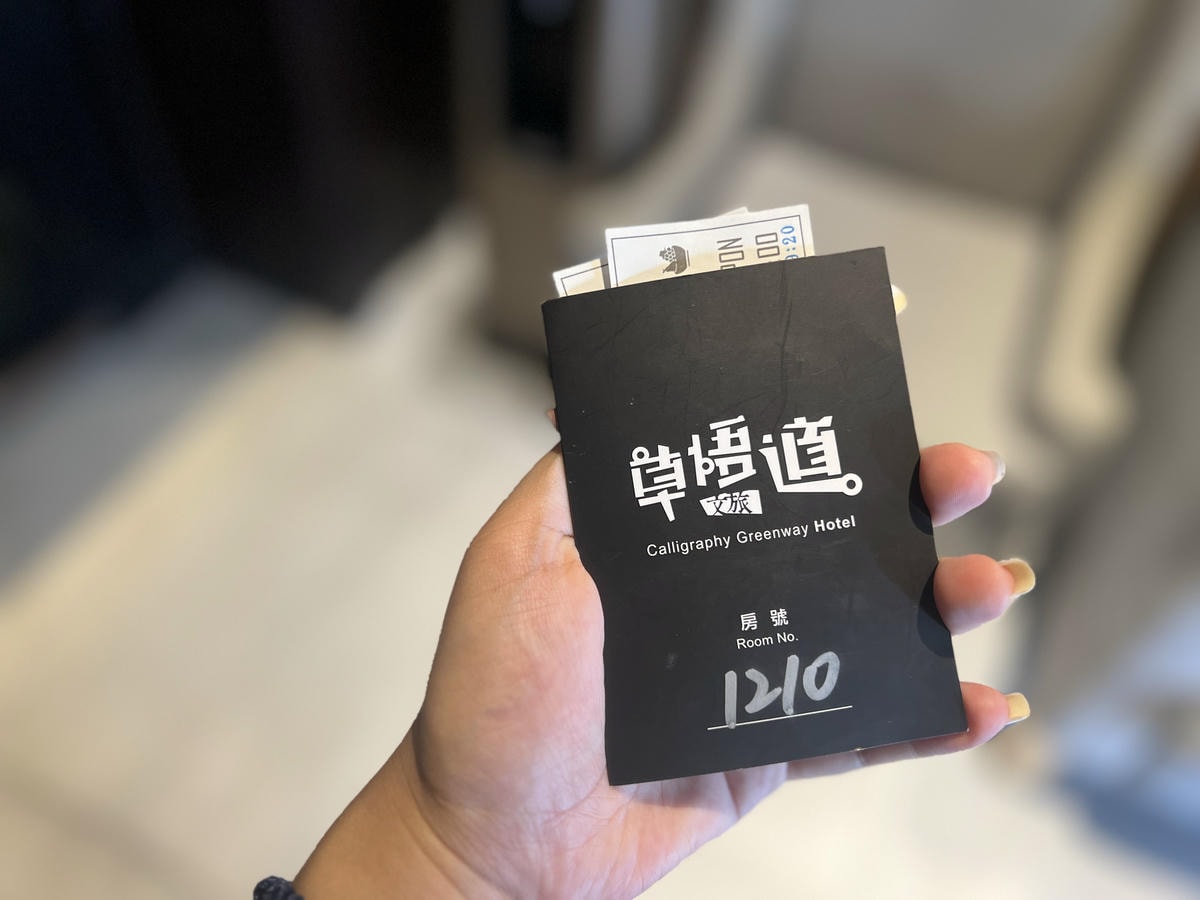 草悟道
文旅
Calligraphy Greenway Hotel
房號
Room No.
1210